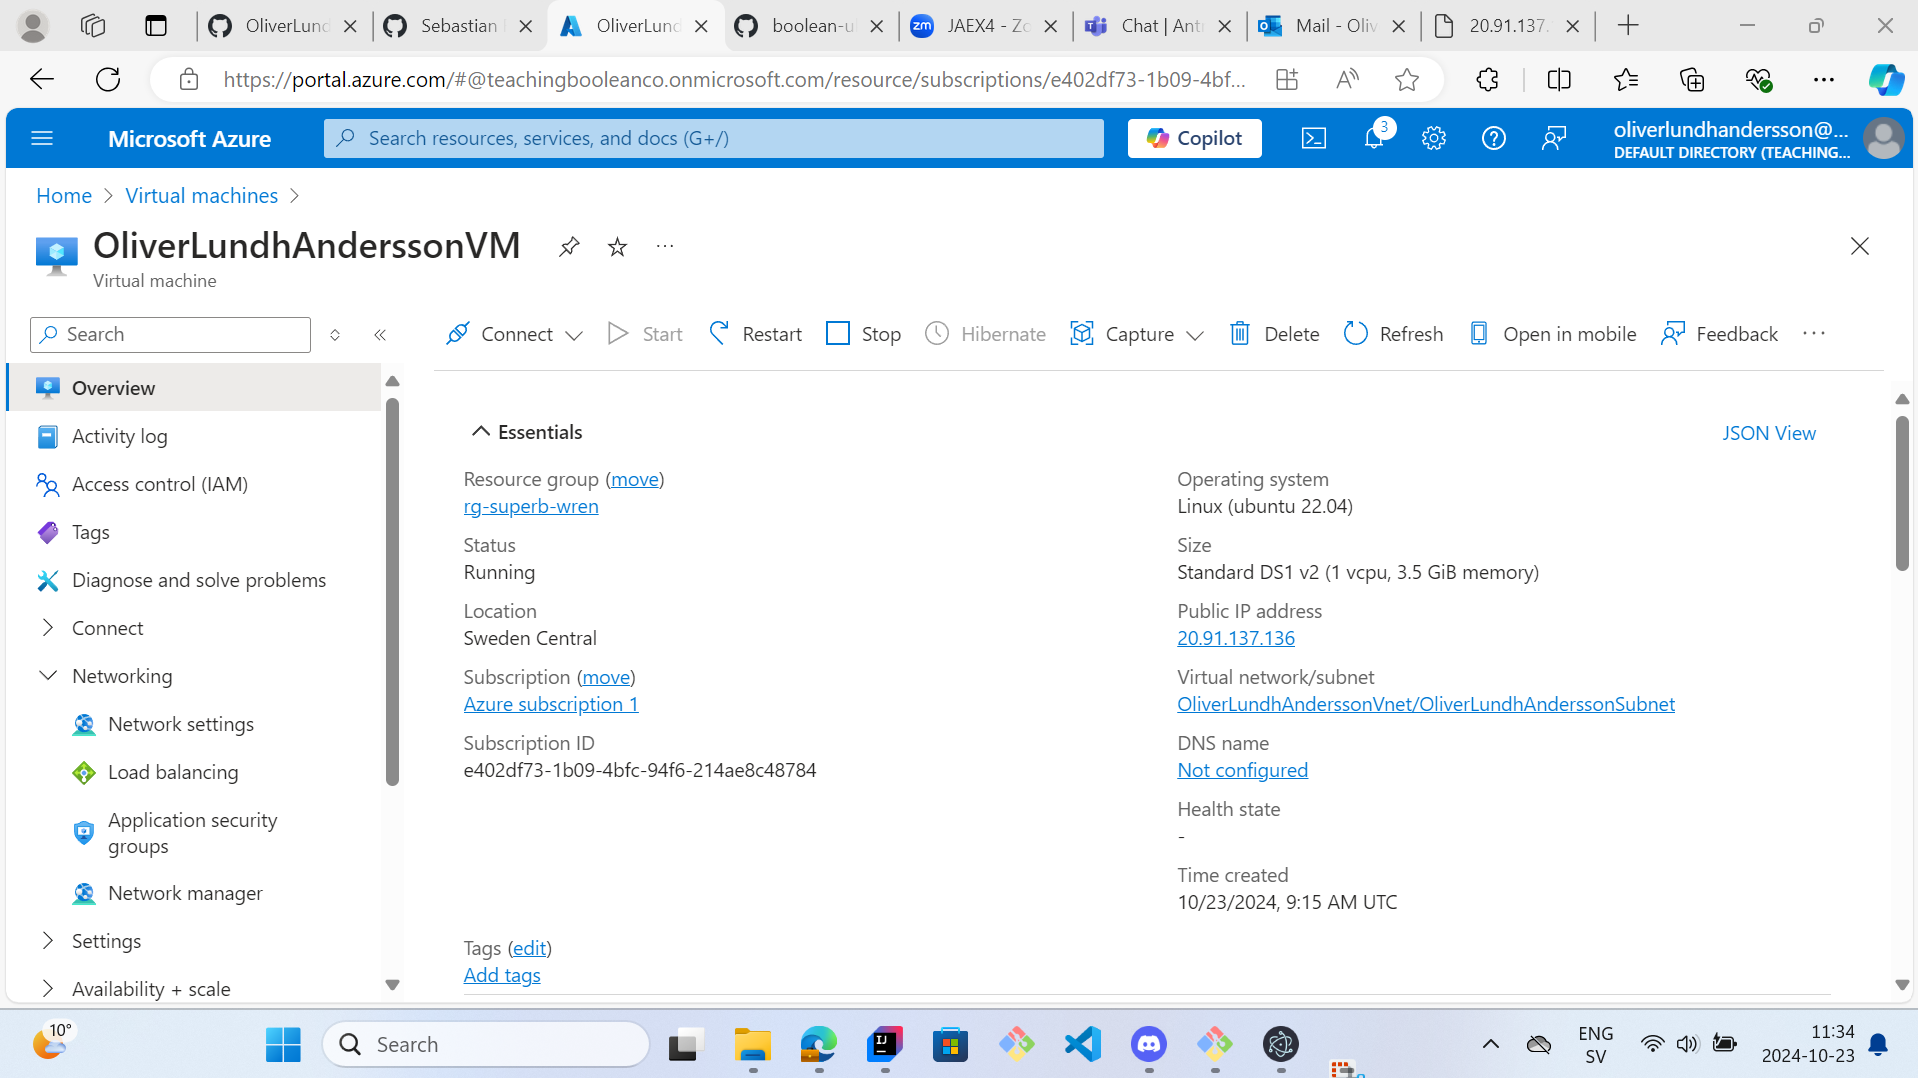 OliverLund
Sebastian
OliverLund
boolean-u
JAEX4 - Zo
Chat | Ant
Mail - Oliv
20.91.137.
https://portal.azure.com/#@teachingbooleanco.onmicrosoft.com/resource/subscriptions/e402df73-1b09-4bf...
Microsoft Azure
Search resources, services, and docs (G+/)
Copilot
3
oliverlundhandersson@...
DEFAULT DIRECTORY (TEACHING...
Home > Virtual machines >
OliverLundhAnderssonVM
Virtual machine
Search
Connect
Start
Restart
Stop
Hibernate
Capture
Delete
Refresh
Open in mobile
Feedback
Overview
Activity log
Access control (IAM)
Tags
Diagnose and solve problems
Connect
Networking
Network settings
Load balancing
Application security
groups
Network manager
Settings
Availability + scale
Essentials
JSON View
Resource group (move)
rg-superb-wren
Status
Running
Location
Sweden Central
Subscription (move)
Azure subscription 1
Subscription ID
e402df73-1b09-4bfc-94f6-214ae8c48784
Operating system
Linux (ubuntu 22.04)
Size
Standard DS1 v2 (1 vcpu, 3.5 GiB memory)
Public IP address
20.91.137.136
Virtual network/subnet
OliverLundhAnderssonVnet/OliverLundhAnderssonSubnet
DNS name
Not configured
Health state
-
Time created
10/23/2024, 9:15 AM UTC
Tags (edit)
Add tags
10°
Search
ENG
SV
11:34
2024-10-23